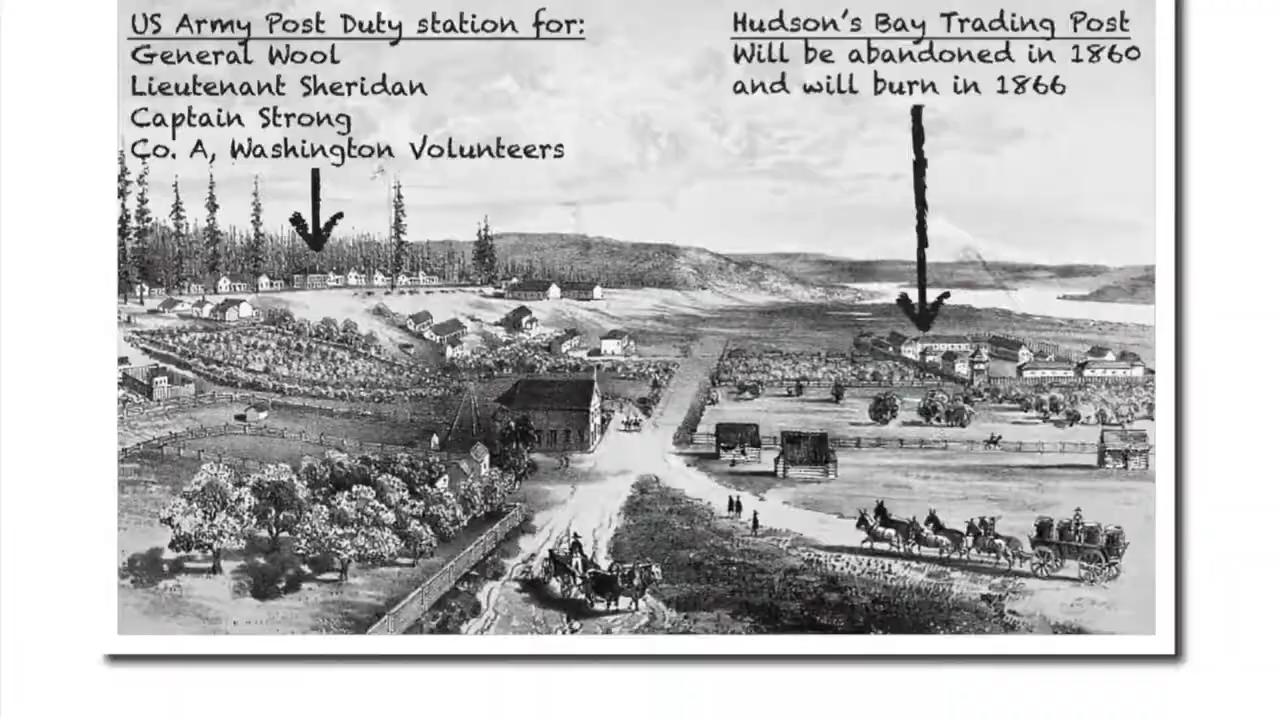 US Army Post Duty station for:
General Wool
Lieutenant Sheridan
Captain Strong
Co. A, Washington Volunteers
Hudson's Bay Trading Post
Will be abandoned in 1860
and will burn in 1866